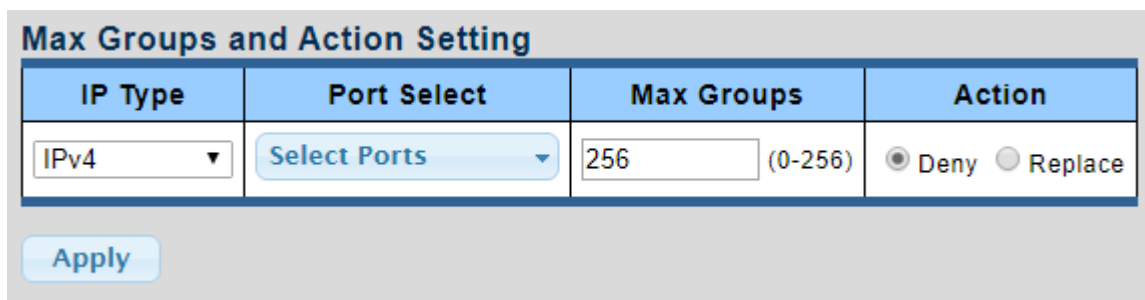 Max Groups and Action Setting
IP Type Port Select Max Groups Action
IPv4 Select Ports 256 (0-256) Deny Replace
Apply